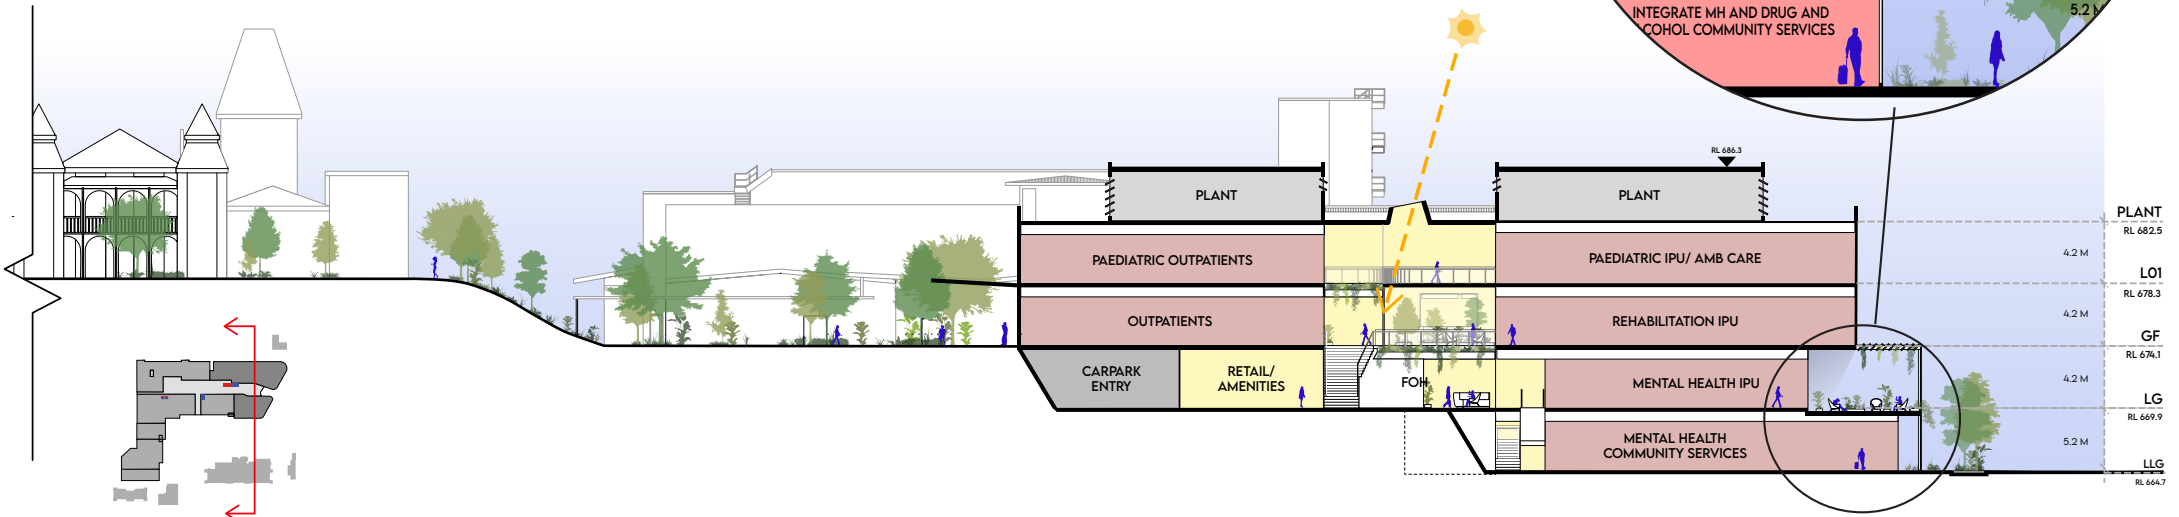 INTEGRATE MH AND DRUG AND
COHOL COMMUNITY SERVICES
5.2 M
RL 686.3
PLANT
PLANT
PLANT
RL 682.5
PAEDIATRIC OUTPATIENTS
PAEDIATRIC IPU/ AMB CARE
4.2 M
L01
RL 678.3
OUTPATIENTS
REHABILITATION IPU
4.2 M
GF
RL 674.1
CARPARK
ENTRY
RETAIL/
AMENITIES
FOH
MENTAL HEALTH IPU
4.2 M
LG
RL 669.9
MENTAL HEALTH
COMMUNITY SERVICES
5.2 M
LLG
RL 664.7